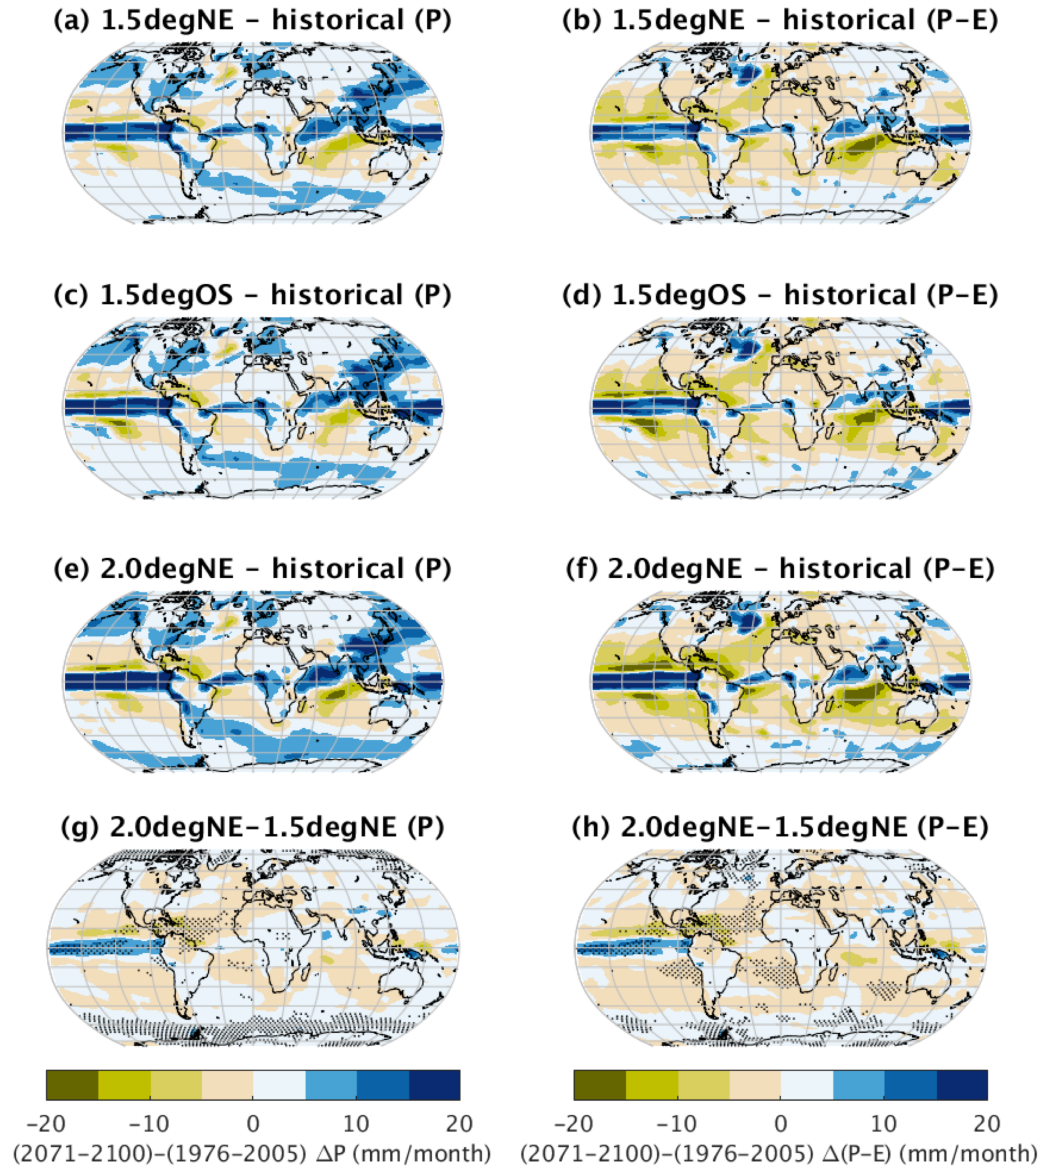 (a) 1.5degNE – historical (P)
(b) 1.5degNE – historical (P–E)
(c) 1.5degOS – historical (P)
(d) 1.5degOS – historical (P–E)
(e) 2.0degNE – historical (P)
(f) 2.0degNE – historical (P–E)
(g) 2.0degNE–1.5degNE (P)
(h) 2.0degNE–1.5degNE (P–E)
–20 –10 0 10 20
(2071–2100)–(1976–2005) ΔP (mm/month)
–20 –10 0 10 20
(2071–2100)–(1976–2005) Δ(P–E) (mm/month)